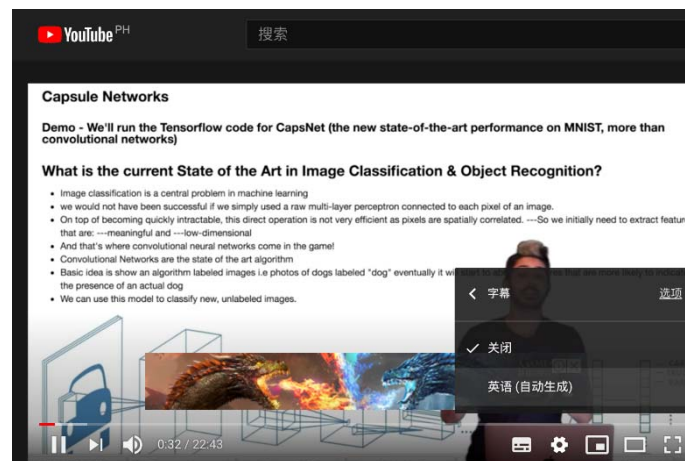 YouTube PH
搜索
Capsule Networks
Demo - We'll run the Tensorflow code for CapsNet (the new state-of-the-art performance on MNIST, more than
convolutional networks)
What is the current State of the Art in Image Classification & Object Recognition?
• Image classification is a central problem in machine learning
• we would not have been successful if we simply used a raw multi-layer perceptron connected to each pixel of an image.
• On top of becoming quickly intractable, this direct operation is not very efficient as pixels are spatially correlated. ---So we initially need to extract featur
that are: ---meaningful and ---low-dimensional
• And that's where convolutional neural networks come in the game!
• Convolutional Networks are the state of the art algorithm
• Basic idea is show an algorithm labeled images i.e photos of dogs labeled "dog" eventually it
the presence of an actual dog
• We can use this model to classify new, unlabeled images.
字幕
选项
关闭
英语 (自动生成)
0:32 / 22:43